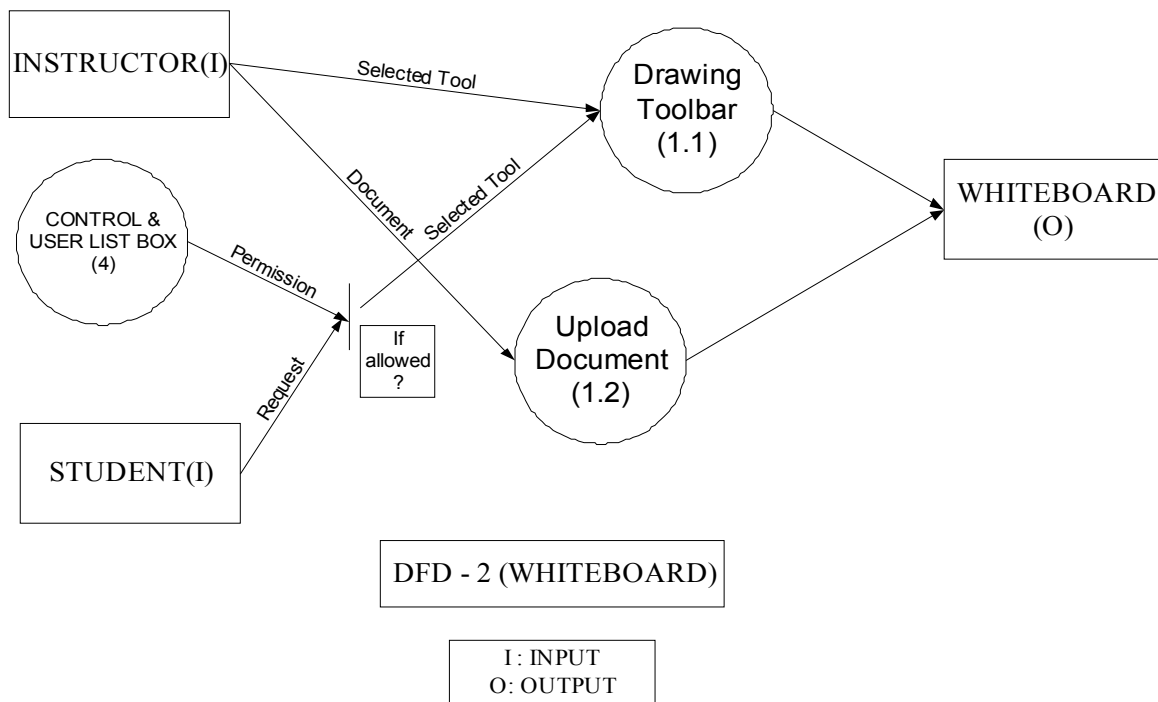 INSTRUCTOR(I)
Selected Tool
Drawing
Toolbar
(1.1)
Document
Selected Tool
WHITEBOARD
(O)
CONTROL &
USER LIST BOX
(4)
Permission
If
allowed
?
Upload
Document
(1.2)
Request
STUDENT(I)
DFD - 2 (WHITEBOARD)
I : INPUT
O: OUTPUT